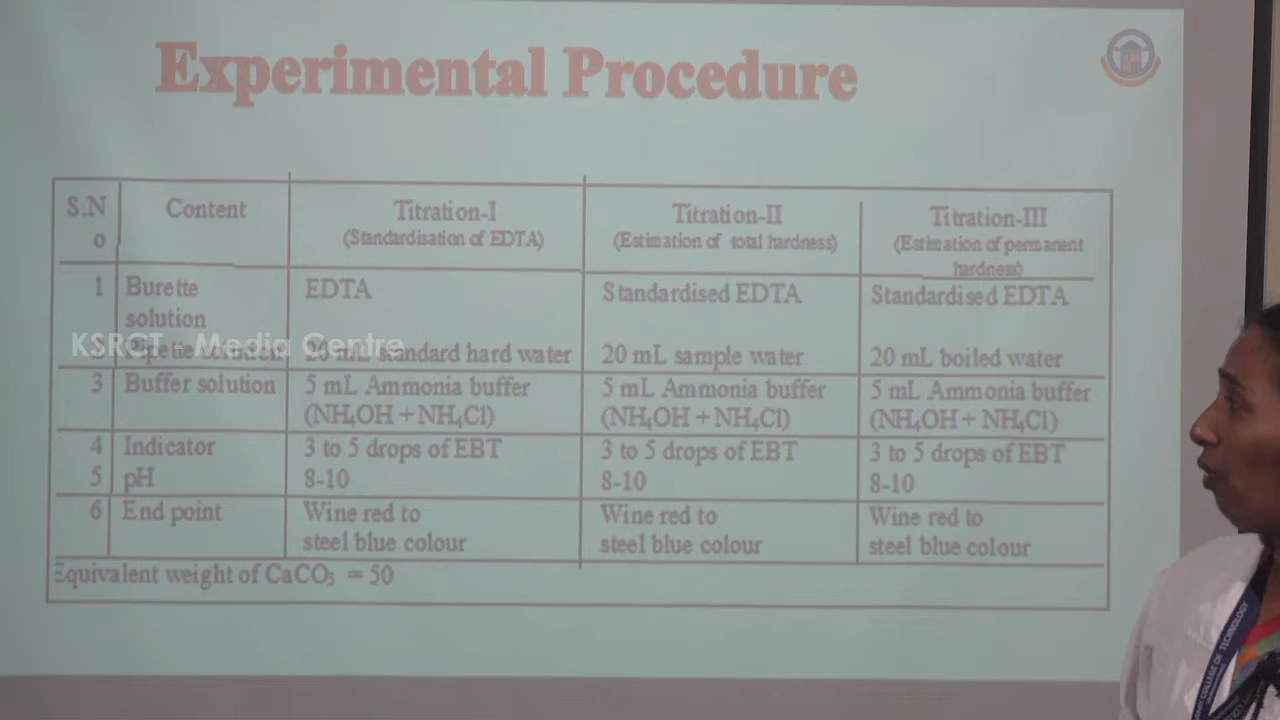 Experimental Procedure
S.N
o
Content
Titration-I
(Standardisation of EDTA)
Titration-II
(Estimation of total hardness)
Titration-III
(Estimation of permanent
hardness)
1
Burette
solution
EDTA
Standardised EDTA
Standardised EDTA
KSRCT - Media Centre
Pipette solution
20 mL standard hard water
20 mL sample water
20 mL boiled water
3
Buffer solution
5 mL Ammonia buffer
(NH₄OH + NH₄Cl)
5 mL Ammonia buffer
(NH₄OH + NH₄Cl)
5 mL Ammonia buffer
(NH₄OH + NH₄Cl)
4
Indicator
3 to 5 drops of EBT
3 to 5 drops of EBT
3 to 5 drops of EBT
5
pH
8-10
8-10
8-10
6
End point
Wine red to
steel blue colour
Wine red to
steel blue colour
Wine red to
steel blue colour
Equivalent weight of CaCO₃ = 50
COLLEGE OF TECHNOLOGY